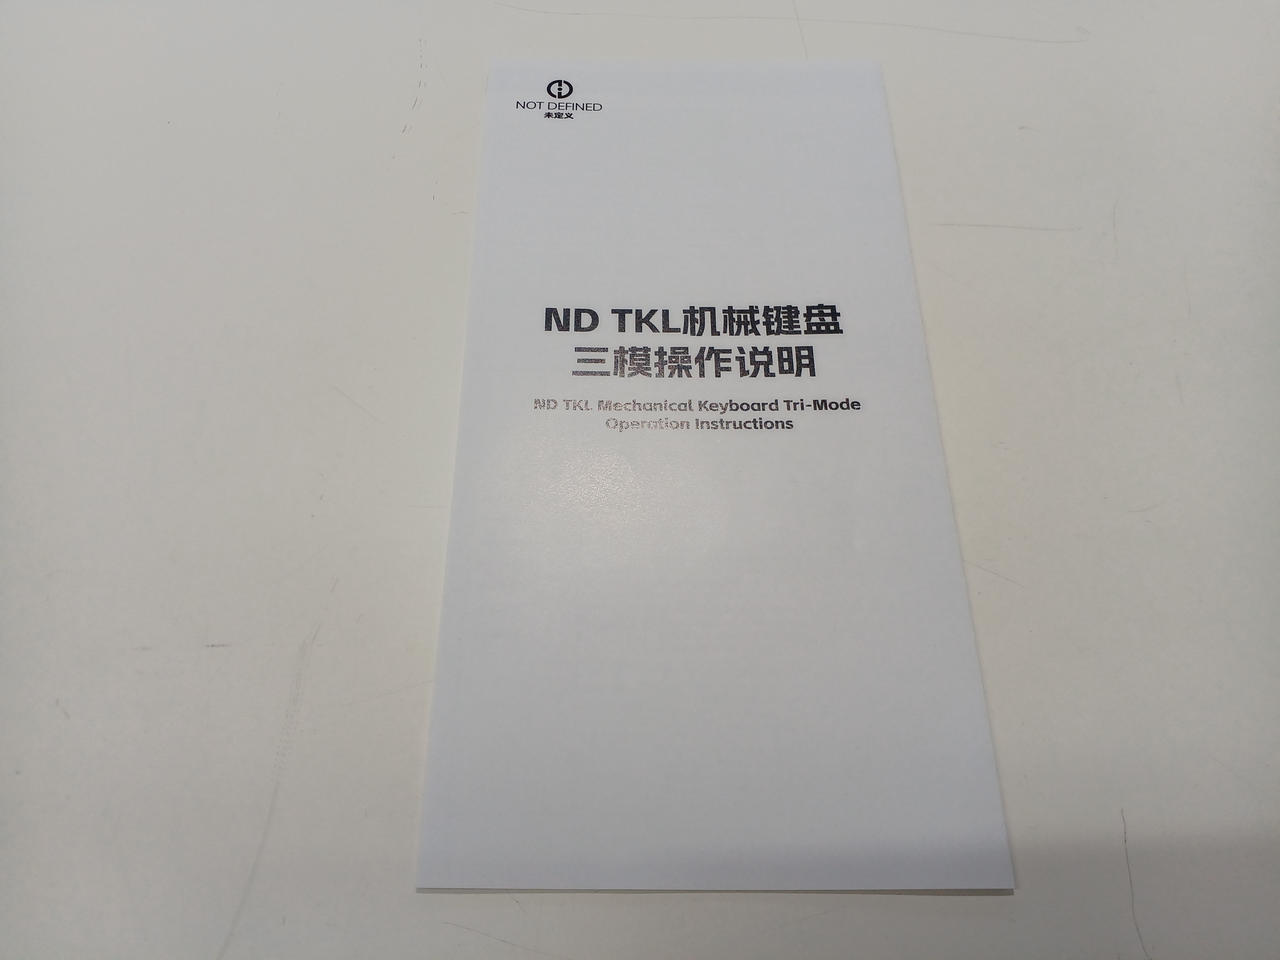 NOT DEFINED
未定义
ND TKL机械键盘
三模操作说明
ND TKL Mechanical Keyboard Tri-Mode
Operation Instructions